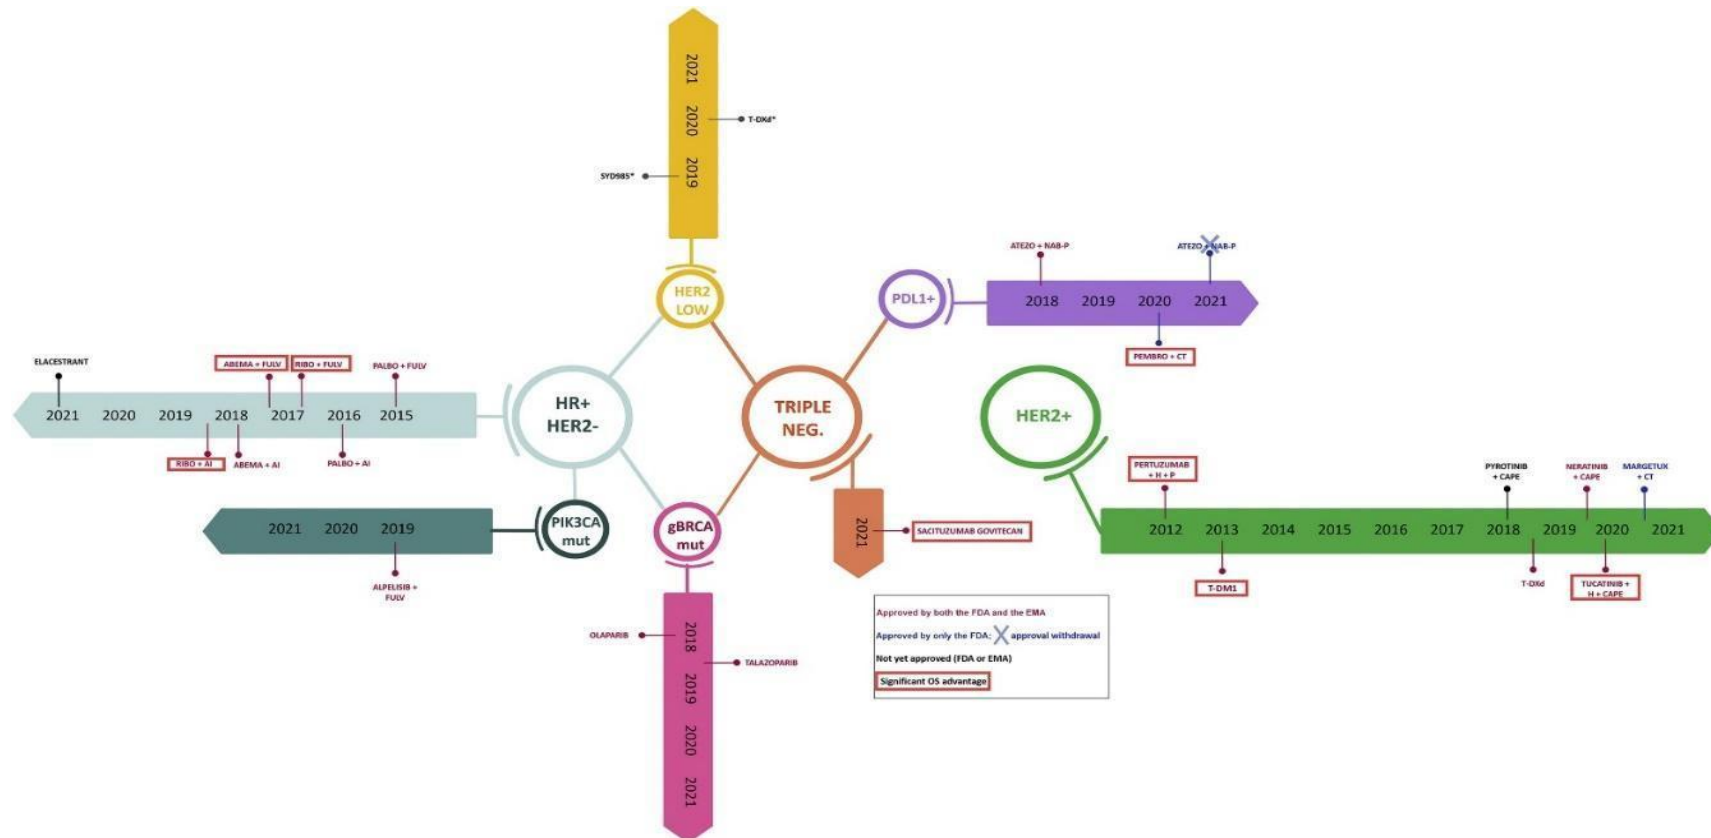 2021
2020
2019
T-DXd*
SYD985*
HER2
LOW
ATEZO + NAB-P
ATEZO + NAB-P
PDL1+
2018 2019 2020 2021
PEMBRO + CT
ELACESTRANT
ABEMA + FULV
RIBO + FULV
PALBO + FULV
2021 2020 2019 2018 2017 2016 2015
RIBO + AI
ABEMA + AI
PALBO + AI
HR+
HER2-
TRIPLE
NEG.
HER2+
PERTUZUMAB
+ H + P
PYROTINIB
+ CAPE
NERATINIB
+ CAPE
MARGETUX
+ CT
2012 2013 2014 2015 2016 2017 2018 2019 2020 2021
T-DM1
T-DXd
TUCATINIB +
H + CAPE
2021 2020 2019
ALPELISIB +
FULV
PIK3CA
mut
gBRCA
mut
2021
SACITUZUMAB GOVITECAN
OLAPARIB
TALAZOPARIB
2018
2019
2020
2021
Approved by both the FDA and the EMA
Approved by only the FDA; X approval withdrawal
Not yet approved (FDA or EMA)
Significant OS advantage